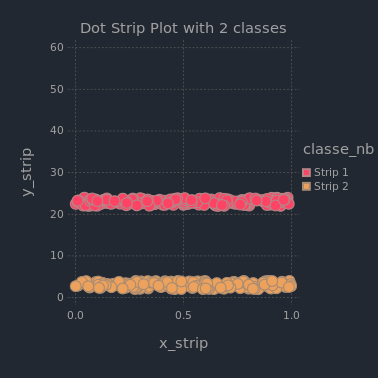 Dot Strip Plot with 2 classes
60
50
40
30
20
10
0
0.0
0.5
1.0
x_strip
y_strip
classe_nb
Strip 1
Strip 2